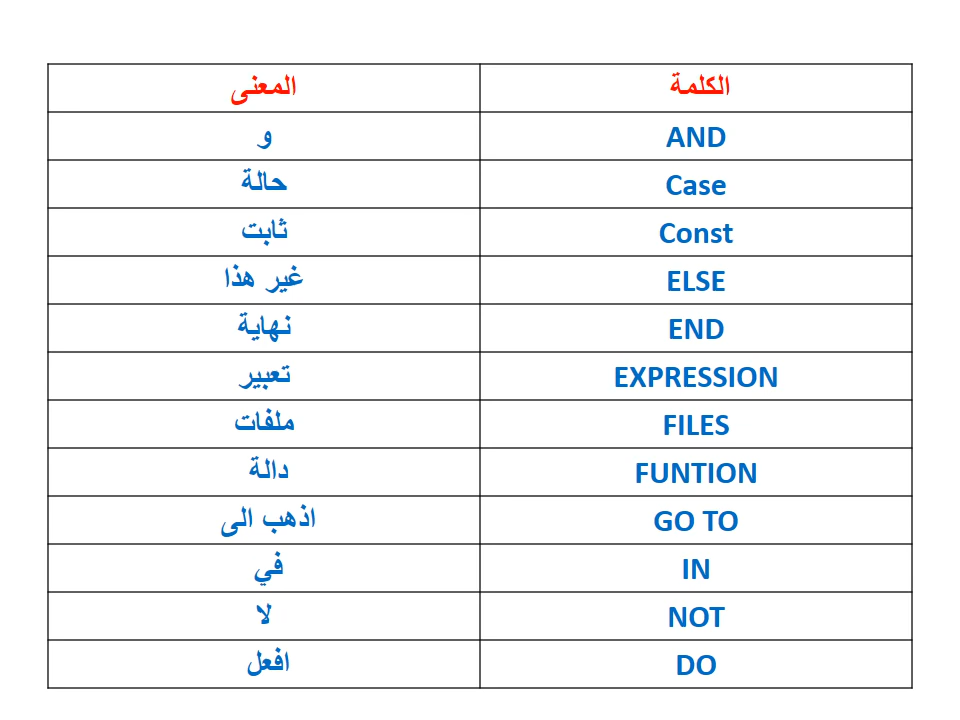 الكلمة المعنى
AND و
Case حالة
Const ثابت
ELSE غير هذا
END نهاية
EXPRESSION تعبير
FILES ملفات
FUNTION دالة
GO TO اذهب الى
IN في
NOT لا
DO افعل